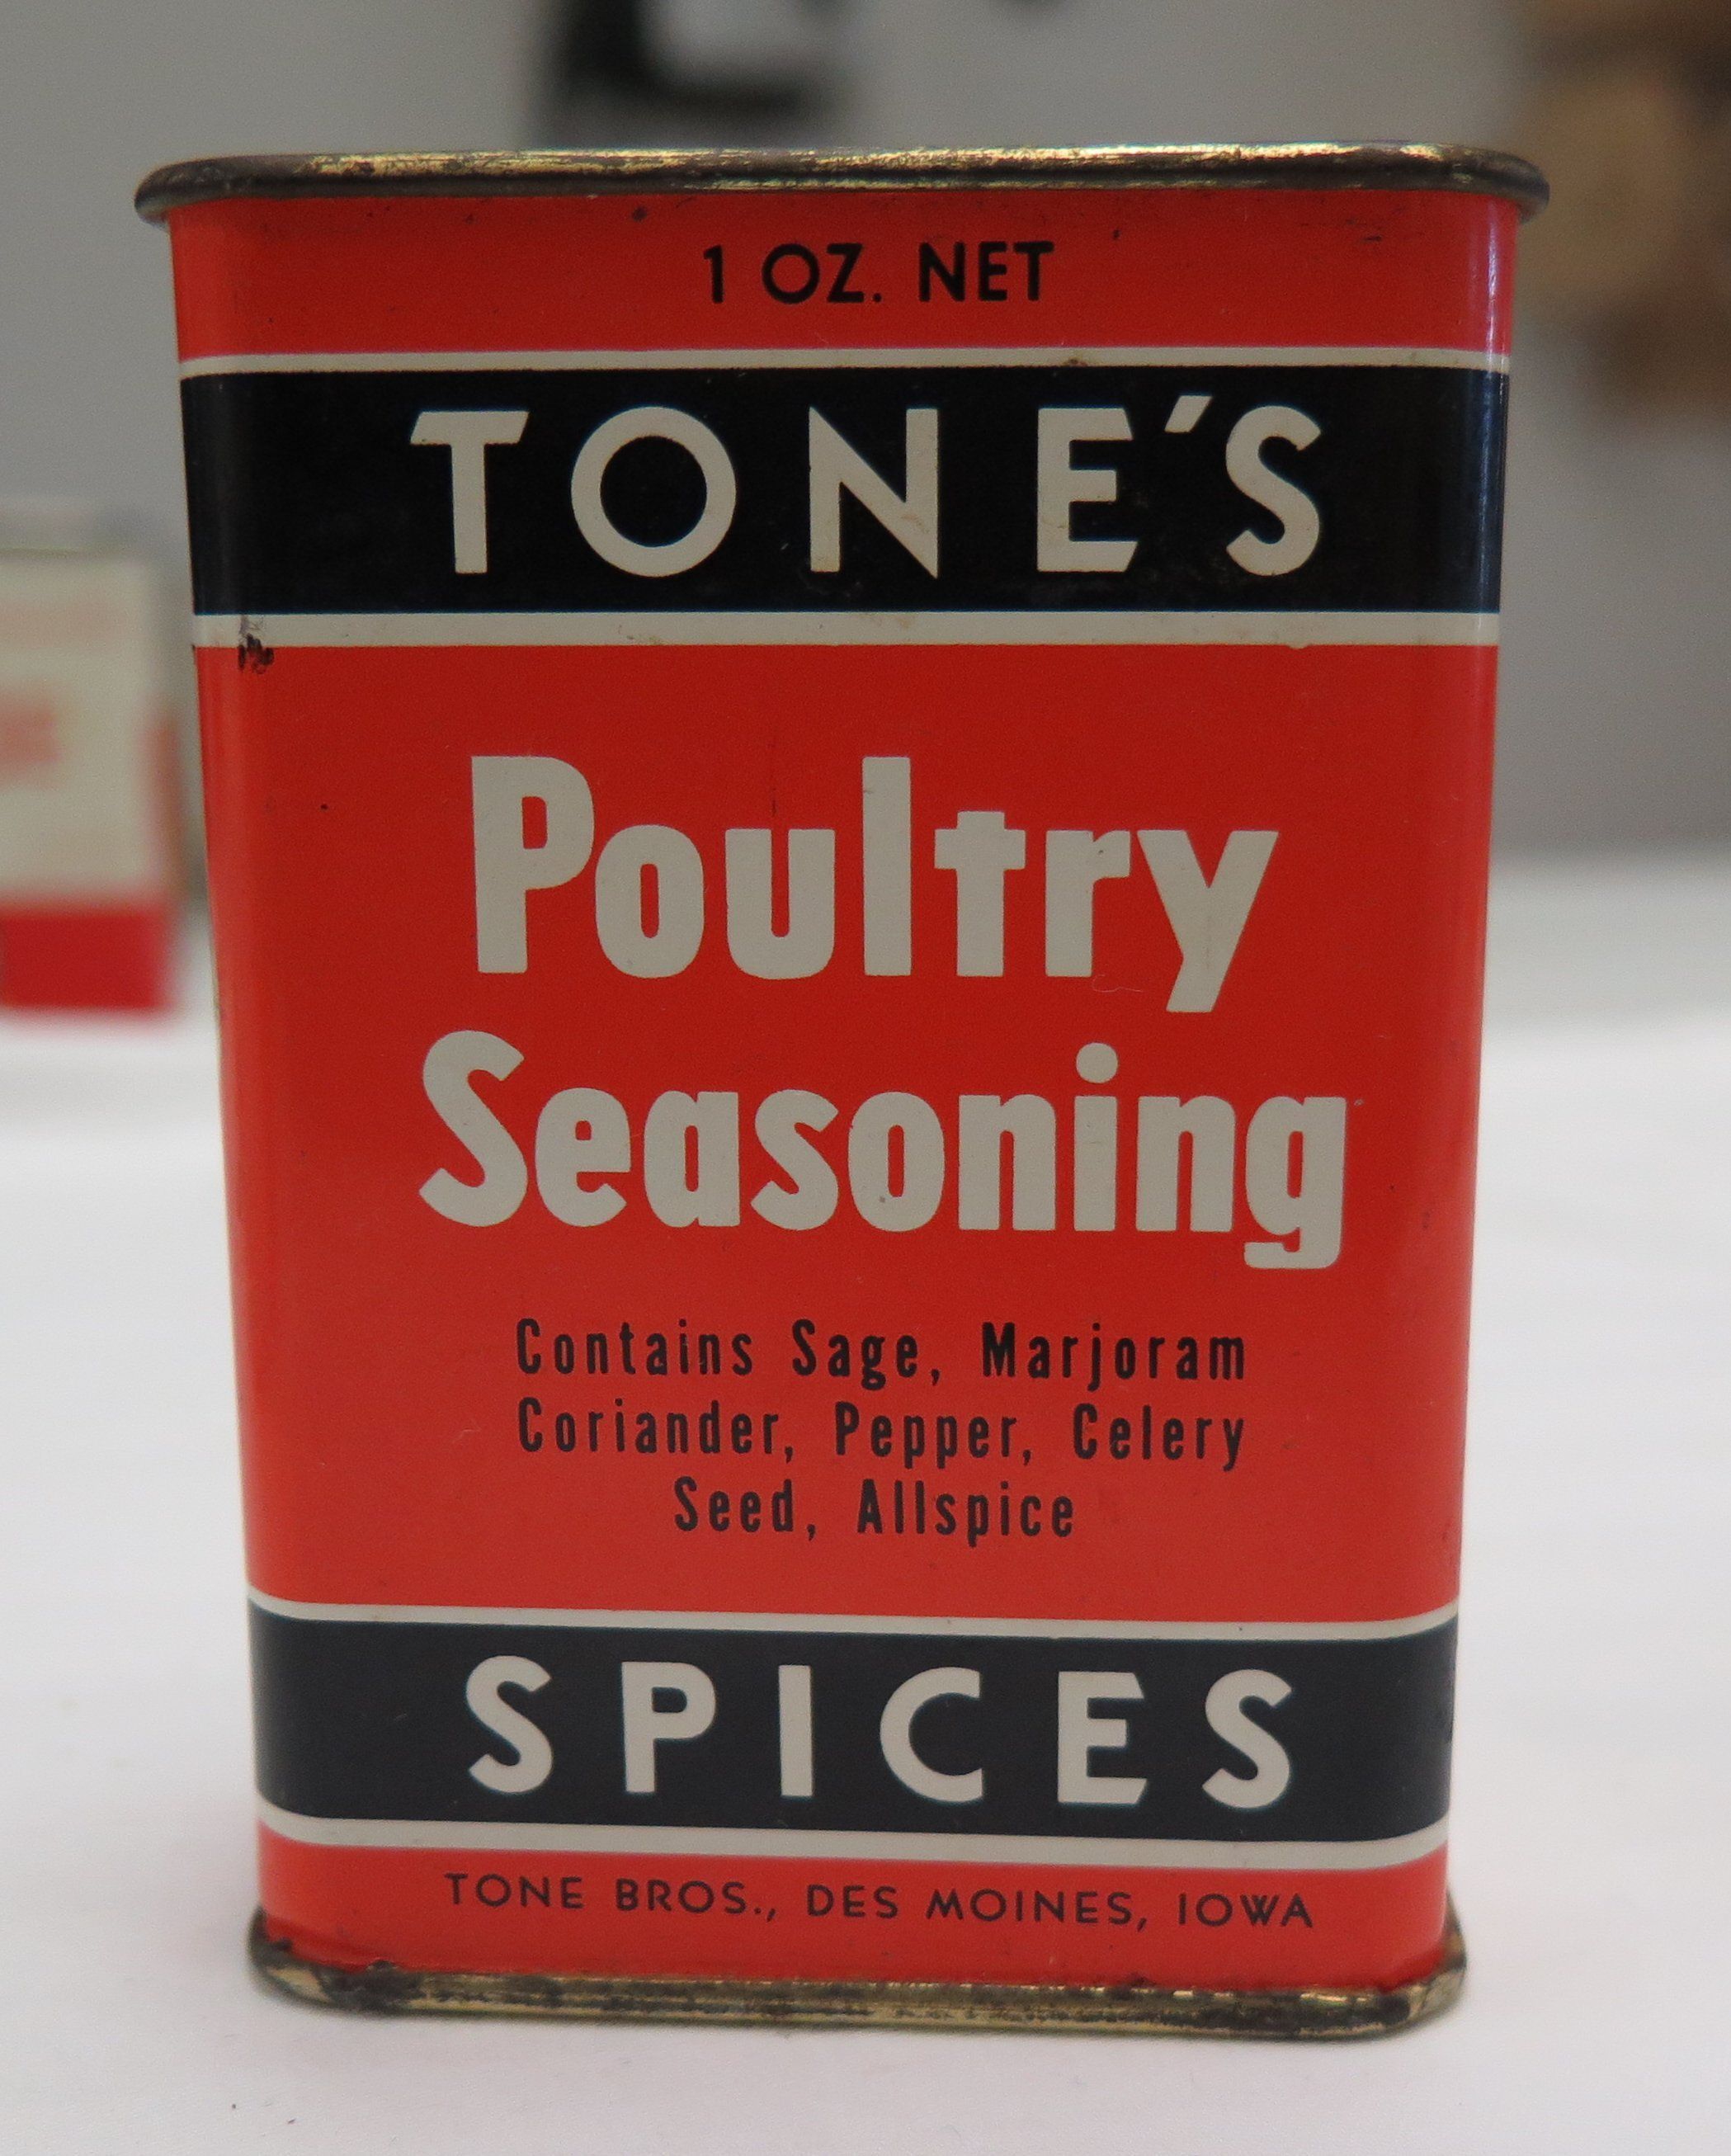 1 OZ. NET
TONE'S
Poultry
Seasoning
Contains Sage, Marjoram
Coriander, Pepper, Celery
Seed, Allspice
SPICES
TONE BROS., DES MOINES, IOWA